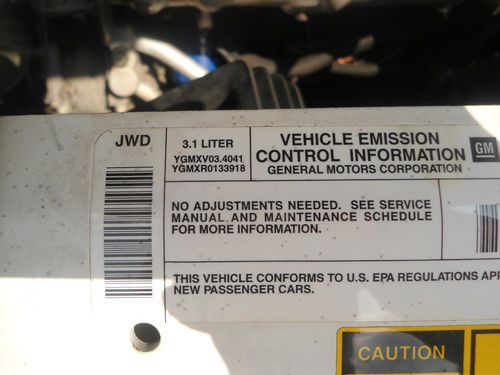 JWD
3.1 LITER
YGMXV03.4041
YGMXR0133918
VEHICLE EMISSION
CONTROL INFORMATION
GENERAL MOTORS CORPORATION
GM
NO ADJUSTMENTS NEEDED. SEE SERVICE
MANUAL AND MAINTENANCE SCHEDULE
FOR MORE INFORMATION.
THIS VEHICLE CONFORMS TO U.S. EPA REGULATIONS
NEW PASSENGER CARS.
CAUTION